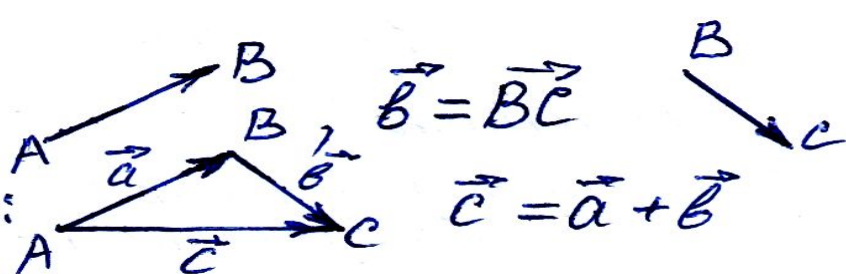 A B , b⃗ = BC⃗ B C
: A a⃗ B b⃗ C c⃗ c⃗ = a⃗ + b⃗